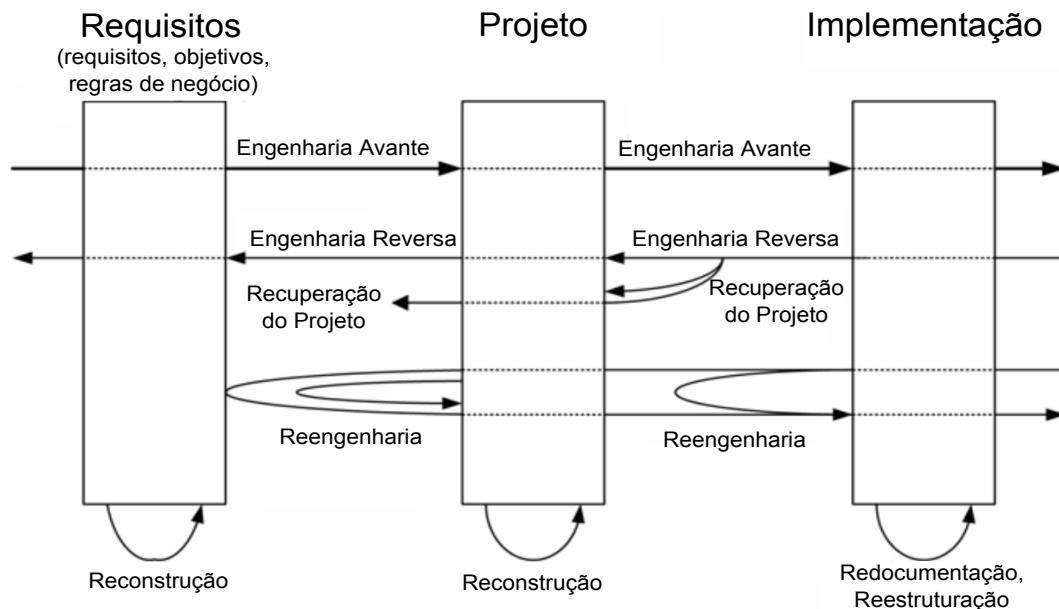 Requisitos
(requisitos, objetivos,
regras de negócio)
Projeto
Implementação
Engenharia Avante
Engenharia Avante
Engenharia Reversa
Engenharia Reversa
Recuperação
do Projeto
Recuperação
do Projeto
Reengenharia
Reengenharia
Reconstrução
Reconstrução
Redocumentação,
Reestruturação